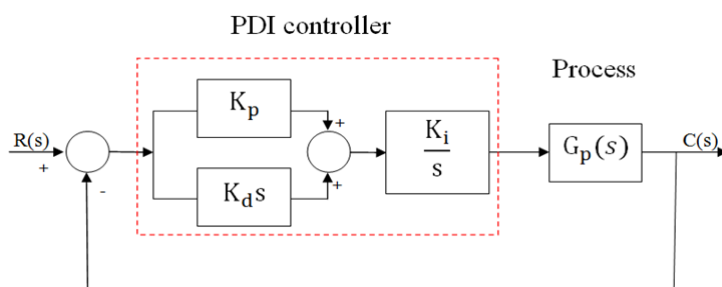 PDI controller
Process
R(s)
+
-
K_p
K_d s
+
+
K_i
s
G_p(s)
C(s)